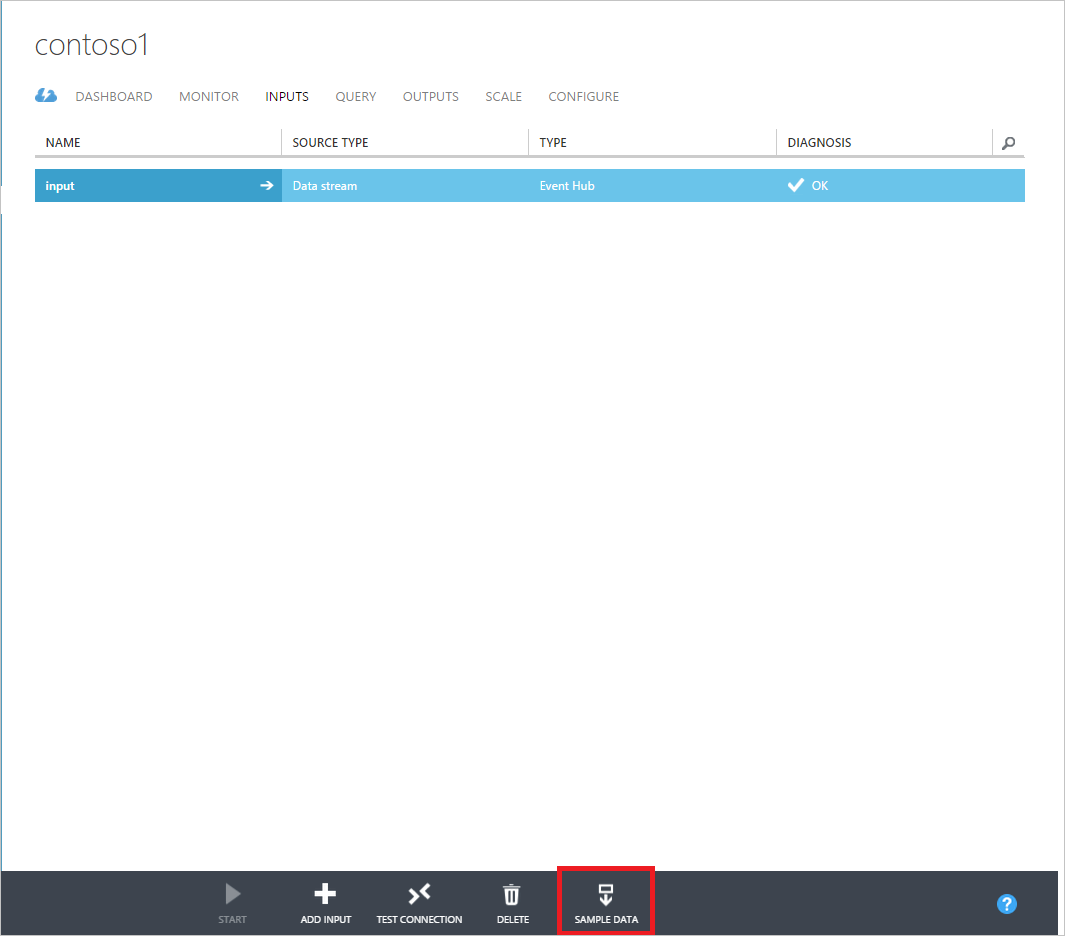 contoso1
DASHBOARD MONITOR INPUTS QUERY OUTPUTS SCALE CONFIGURE
NAME SOURCE TYPE TYPE DIAGNOSIS
input Data stream Event Hub OK
START ADD INPUT TEST CONNECTION DELETE SAMPLE DATA ?